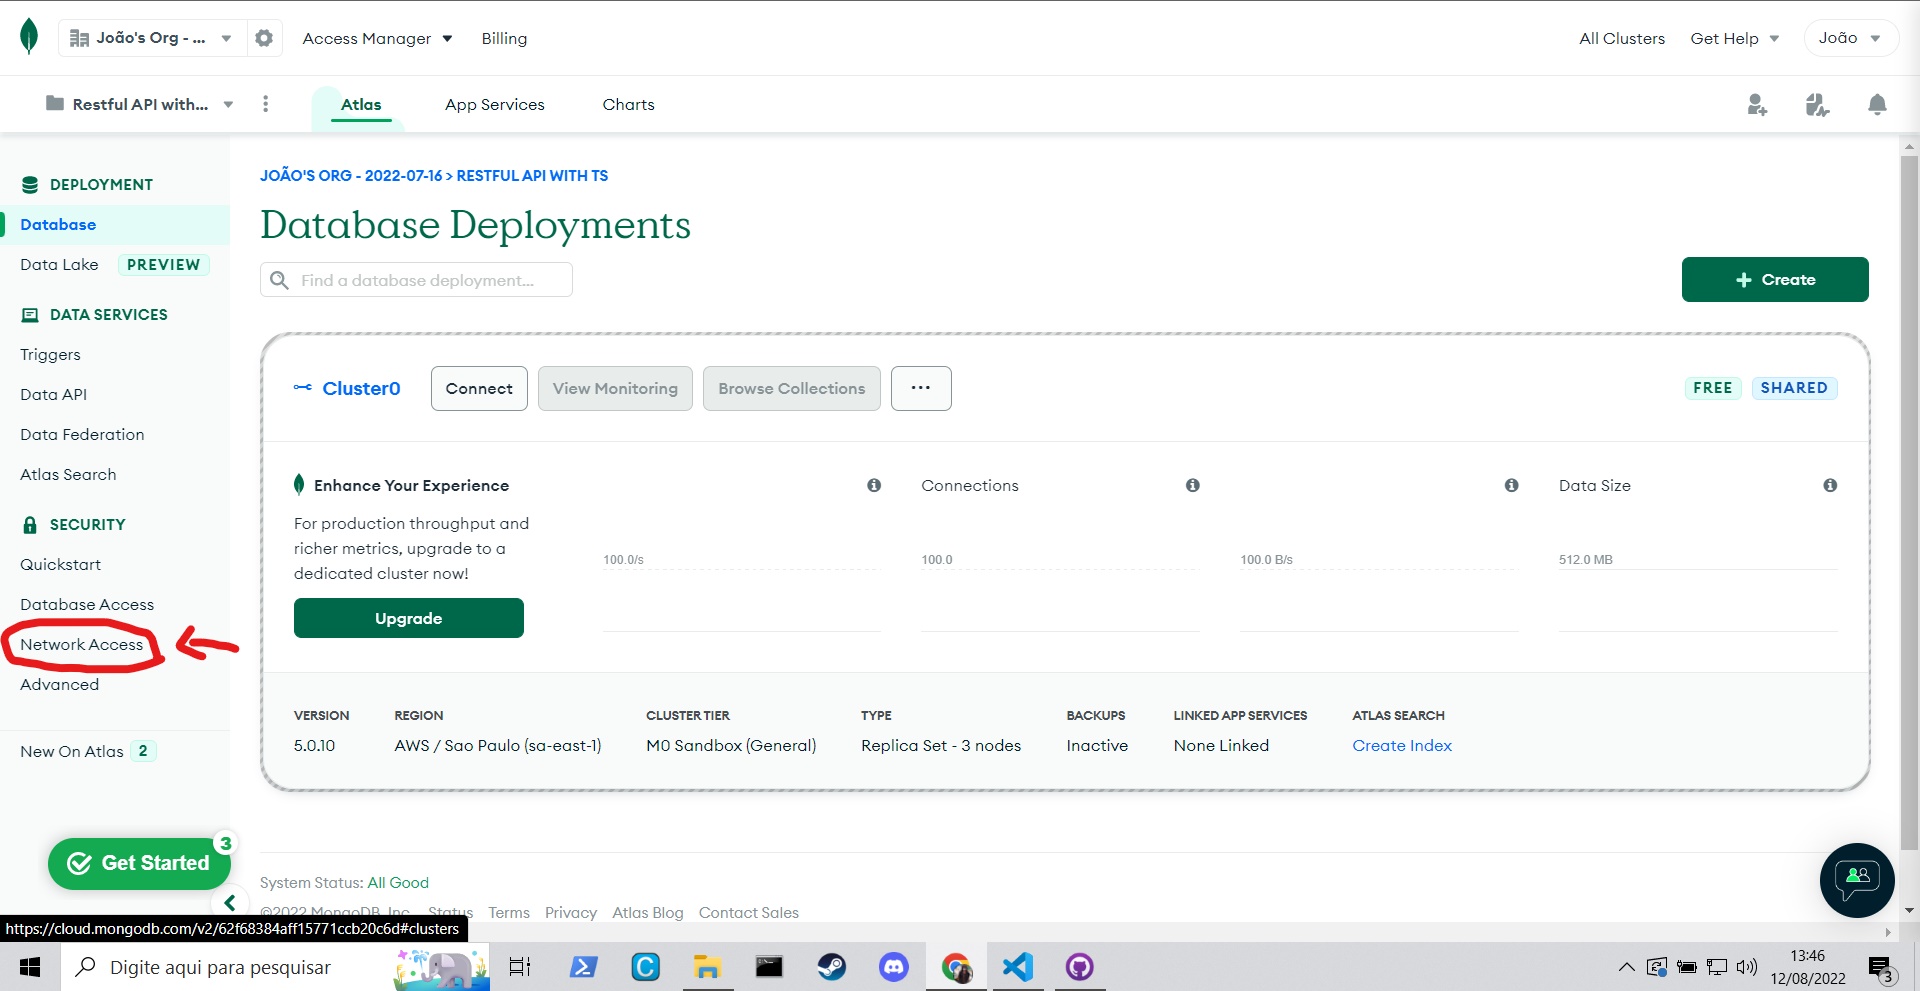 João's Org - ...
Access Manager
Billing
All Clusters
Get Help
João
Restful API with...
Atlas
App Services
Charts
DEPLOYMENT
Database
Data Lake PREVIEW
DATA SERVICES
Triggers
Data API
Data Federation
Atlas Search
SECURITY
Quickstart
Database Access
Network Access
Advanced
New On Atlas 2
Get Started
3
JOÃO'S ORG - 2022-07-16 > RESTFUL API WITH TS
Database Deployments
Find a database deployment...
+ Create
Cluster0
Connect
View Monitoring
Browse Collections
...
FREE
SHARED
Enhance Your Experience
For production throughput and
richer metrics, upgrade to a
dedicated cluster now!
Upgrade
100.0/s
Connections
100.0
100.0 B/s
Data Size
512.0 MB
VERSION
5.0.10
REGION
AWS / Sao Paulo (sa-east-1)
CLUSTER TIER
M0 Sandbox (General)
TYPE
Replica Set - 3 nodes
BACKUPS
Inactive
LINKED APP SERVICES
None Linked
ATLAS SEARCH
Create Index
System Status: All Good
©2022 MongoDB, Inc.
Status
Terms
Privacy
Atlas Blog
Contact Sales
https://cloud.mongodb.com/v2/62f68384aff15771ccb20c6d#clusters
Digite aqui para pesquisar
13:46
12/08/2022
3